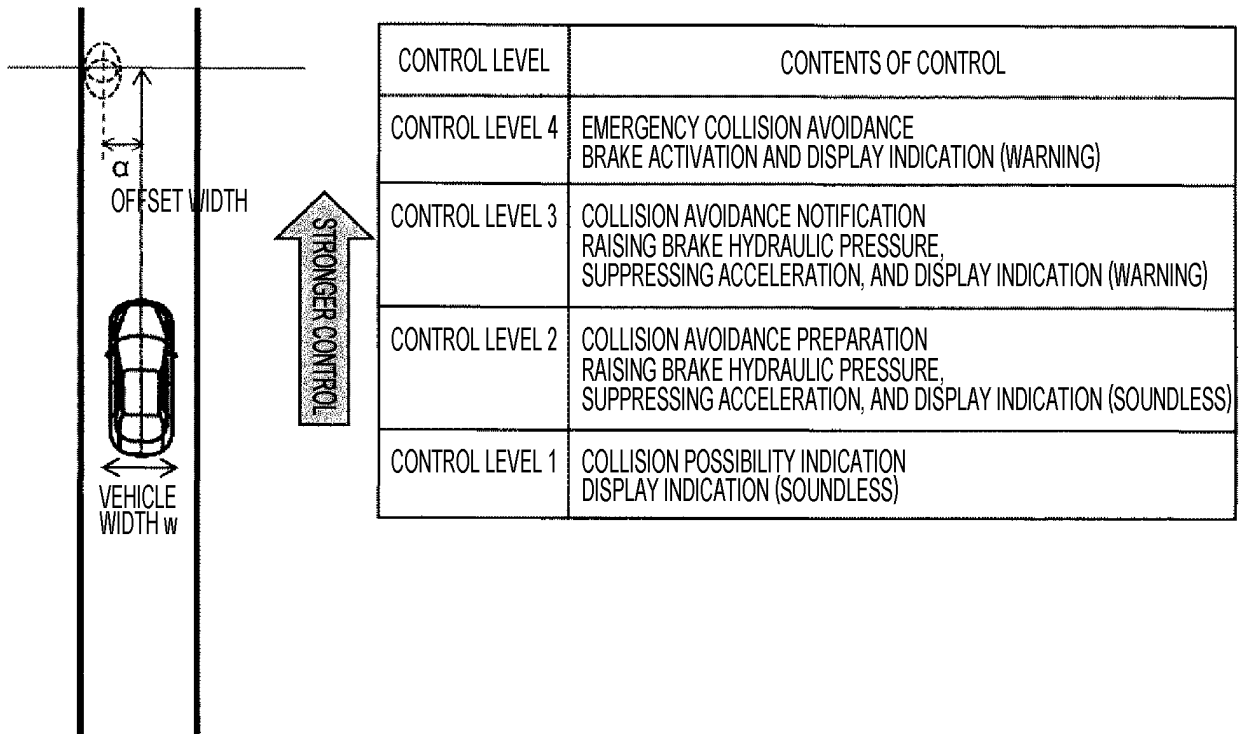 α
OFFSET WIDTH
VEHICLE
WIDTH w
STRONGER CONTROL
CONTROL LEVEL
CONTENTS OF CONTROL
CONTROL LEVEL 4
EMERGENCY COLLISION AVOIDANCE
BRAKE ACTIVATION AND DISPLAY INDICATION (WARNING)
CONTROL LEVEL 3
COLLISION AVOIDANCE NOTIFICATION
RAISING BRAKE HYDRAULIC PRESSURE,
SUPPRESSING ACCELERATION, AND DISPLAY INDICATION (WARNING)
CONTROL LEVEL 2
COLLISION AVOIDANCE PREPARATION
RAISING BRAKE HYDRAULIC PRESSURE,
SUPPRESSING ACCELERATION, AND DISPLAY INDICATION (SOUNDLESS)
CONTROL LEVEL 1
COLLISION POSSIBILITY INDICATION
DISPLAY INDICATION (SOUNDLESS)